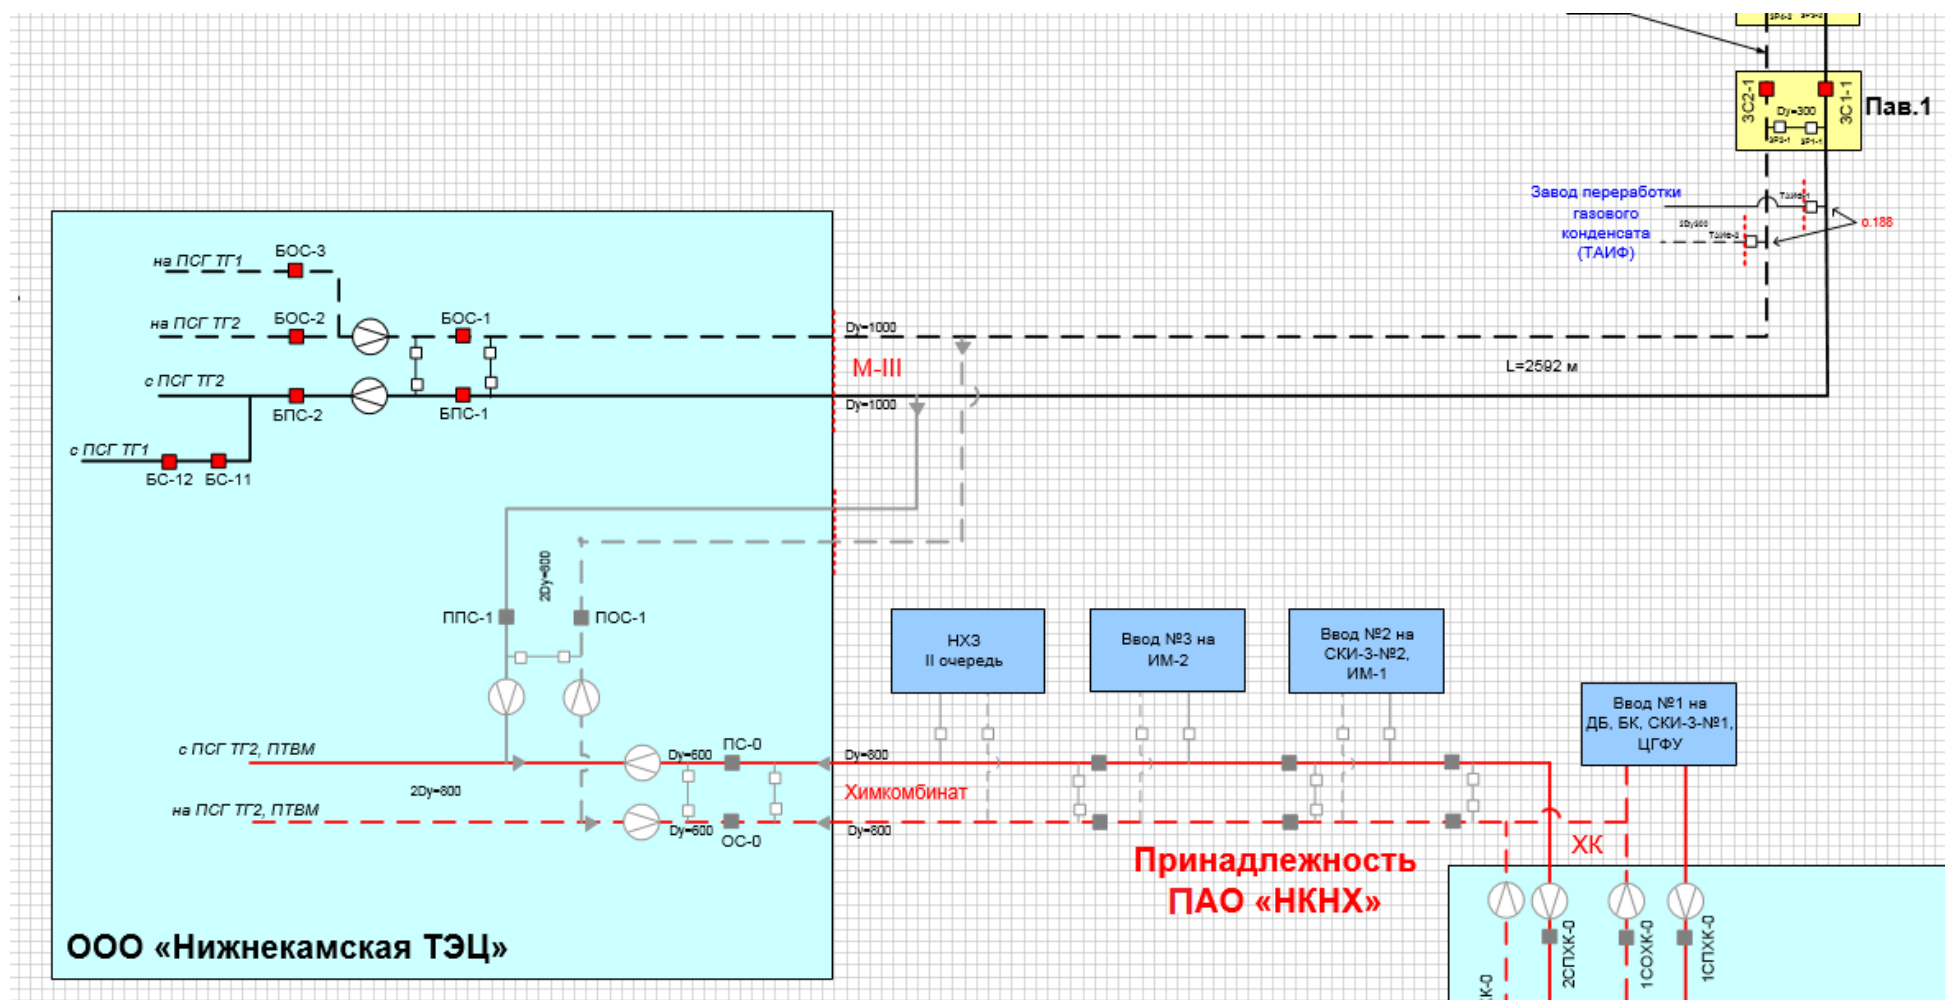 ЗС2-1
Dy=300
ЗС1-1
Пав.1
Завод переработки
газового
конденсата
(ТАИФ)
0.188
на ПСГ ТГ1
БОС-3
на ПСГ ТГ2
БОС-2
БОС-1
Dy=1000
М-III
L=2592 м
с ПСГ ТГ2
БПС-2
БПС-1
Dy=1000
с ПСГ ТГ1
БС-12
БС-11
ППС-1
ПОС-1
НХЗ
II очередь
Ввод №3 на
ИМ-2
Ввод №2 на
СКИ-3-№2,
ИМ-1
Ввод №1 на
ДБ, БК, СКИ-3-№1,
ЦГФУ
с ПСГ ТГ2, ПТВМ
Dy=600
ПС-0
Dy=800
2Dy=800
Химкомбинат
на ПСГ ТГ2, ПТВМ
Dy=600
ОС-0
Dy=800
Принадлежность
ПАО «НКНХ»
ХК
ООО «Нижнекамская ТЭЦ»
2СПХК-0
1СОХК-0
1СПХК-0